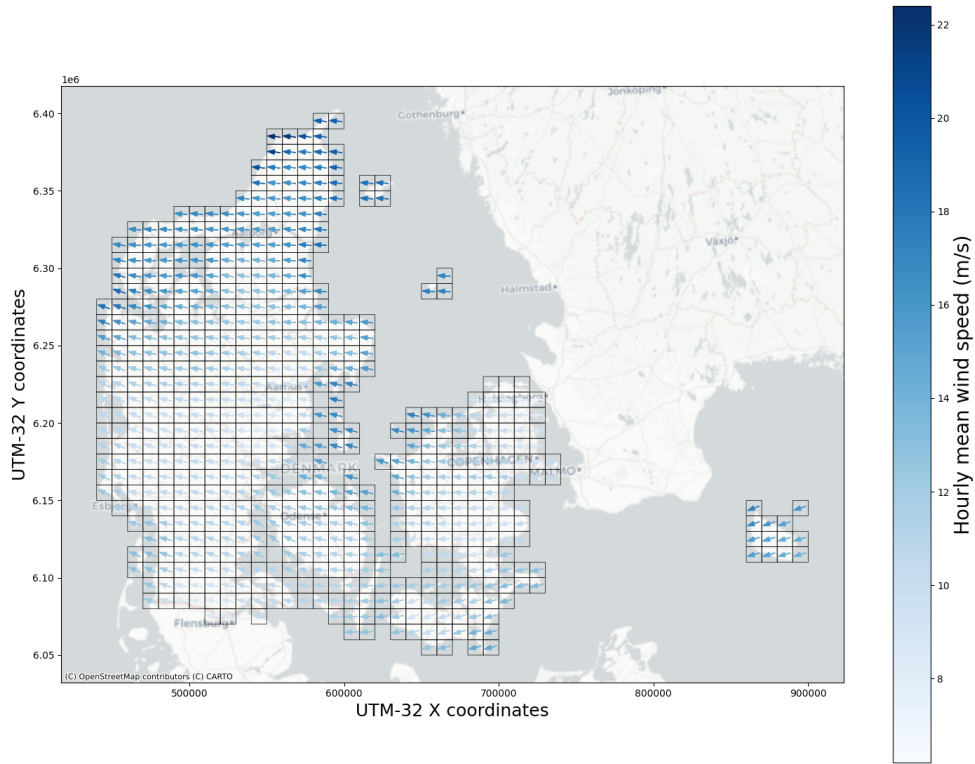 1e6
6.40
6.35
6.30
6.25
6.20
6.15
6.10
6.05
UTM-32 Y coordinates
Gothenburg
Jönköping
Växjö
Halmstad
Aalborg
Aarhus
Helsingborg
DENMARK
COPENHAGEN
MALMÖ
Esbjerg
Odense
Flensburg
(C) OpenStreetMap contributors (C) CARTO
500000
600000
700000
800000
900000
UTM-32 X coordinates
22
20
18
16
14
12
10
8
Hourly mean wind speed (m/s)